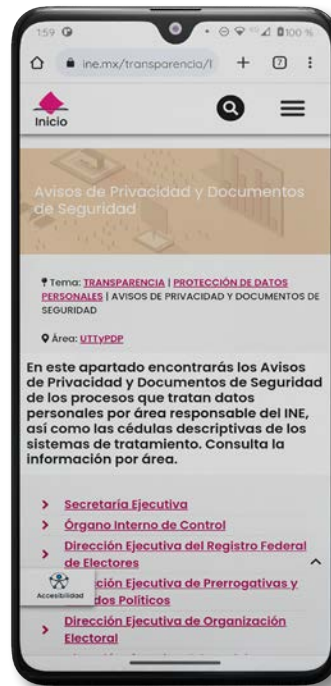 1:59
100 %
ine.mx/transparencia/l
7
Inicio
Avisos de Privacidad y Documentos
de Seguridad
Tema: TRANSPARENCIA | PROTECCIÓN DE DATOS
PERSONALES | AVISOS DE PRIVACIDAD Y DOCUMENTOS DE
SEGURIDAD
Área: UTTyPDP
En este apartado encontrarás los Avisos
de Privacidad y Documentos de Seguridad
de los procesos que tratan datos
personales por área responsable del INE,
así como las cédulas descriptivas de los
sistemas de tratamiento. Consulta la
información por área.
Secretaría Ejecutiva
Órgano Interno de Control
Dirección Ejecutiva del Registro Federal
de Electores
ción Ejecutiva de Prerrogativas y
dos Políticos
Accesibilidad
Dirección Ejecutiva de Organización
Electoral